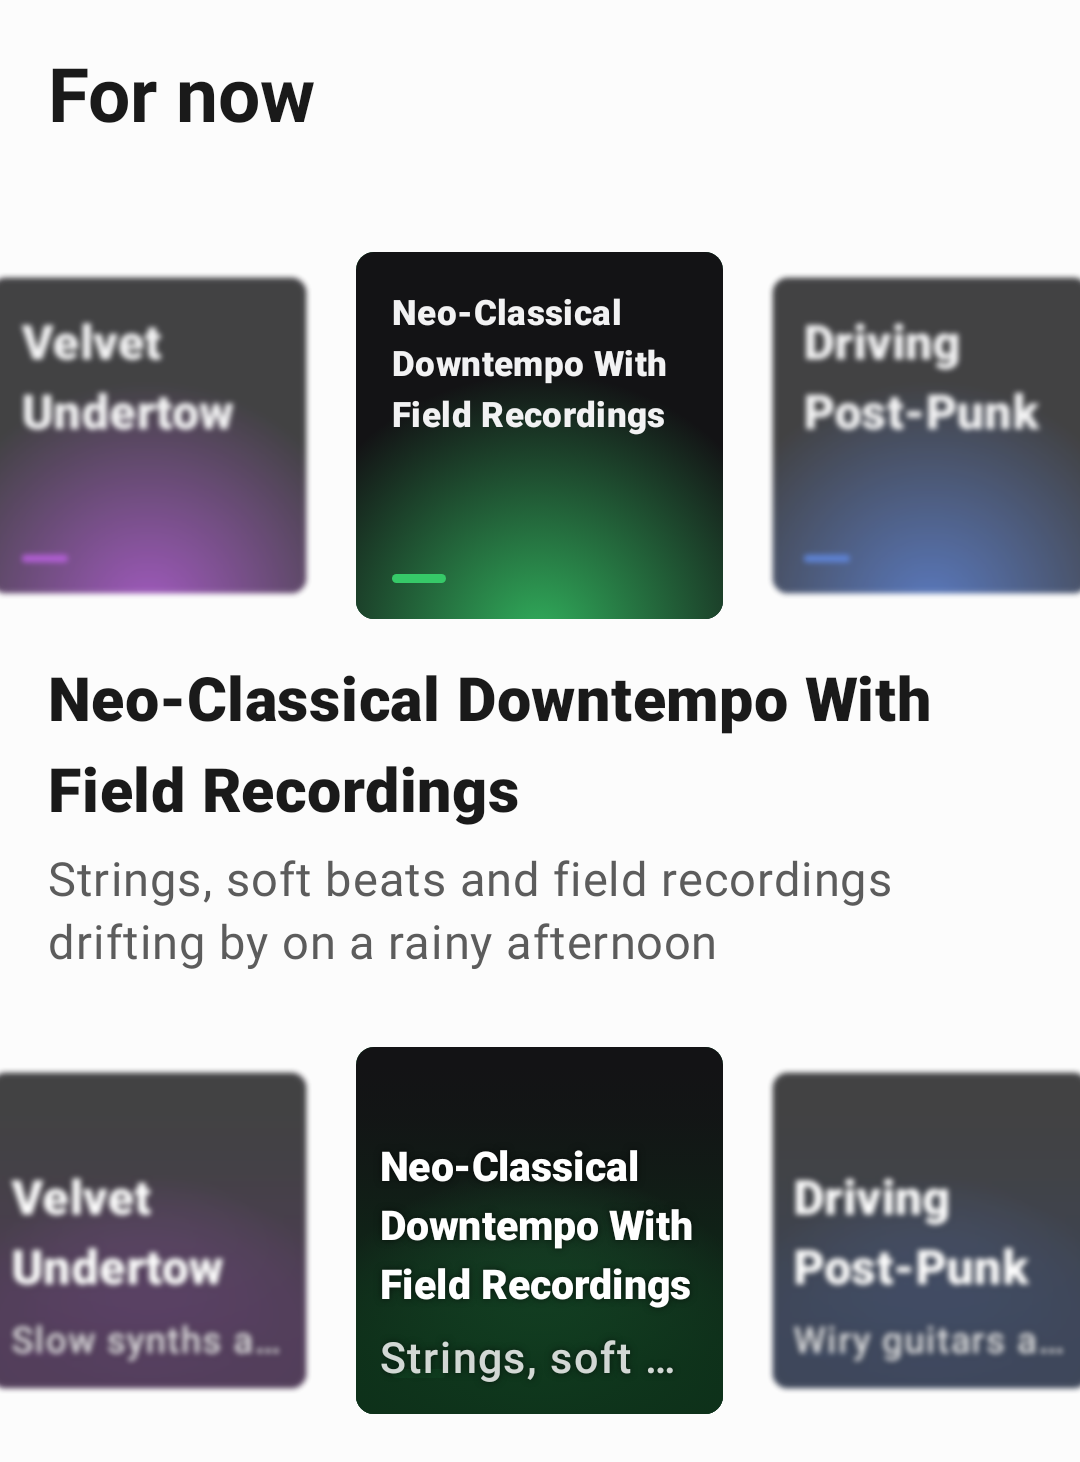 For now
Velvet
Undertow
Neo-Classical
Downtempo With
Field Recordings
Driving
Post-Punk
Neo-Classical Downtempo With
Field Recordings
Strings, soft beats and field recordings
drifting by on a rainy afternoon
Velvet
Undertow
Slow synths a…
Neo-Classical
Downtempo With
Field Recordings
Strings, soft …
Driving
Post-Punk
Wiry guitars a…